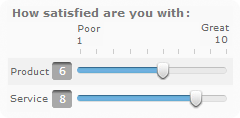 How satisfied are you with:
Poor Great
1 10
Product 6
Service 8